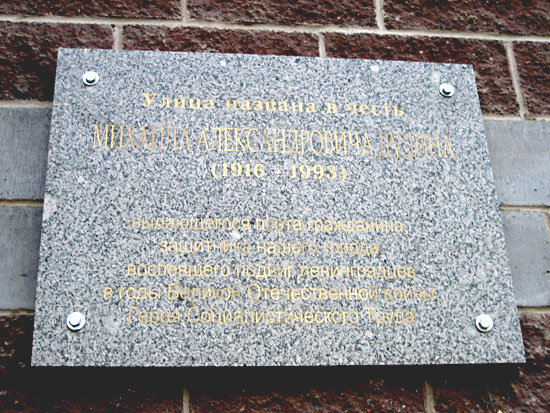 Улица названа в честь
МИХАИЛА АЛЕКСАНДРОВИЧА ДУДИНА
(1916 - 1993)
выдающегося поэта гражданина,
защитника нашего города
воспевшего подвиг ленинградцев
в годы Великой Отечественной войны,
Героя Социалистического Труда.